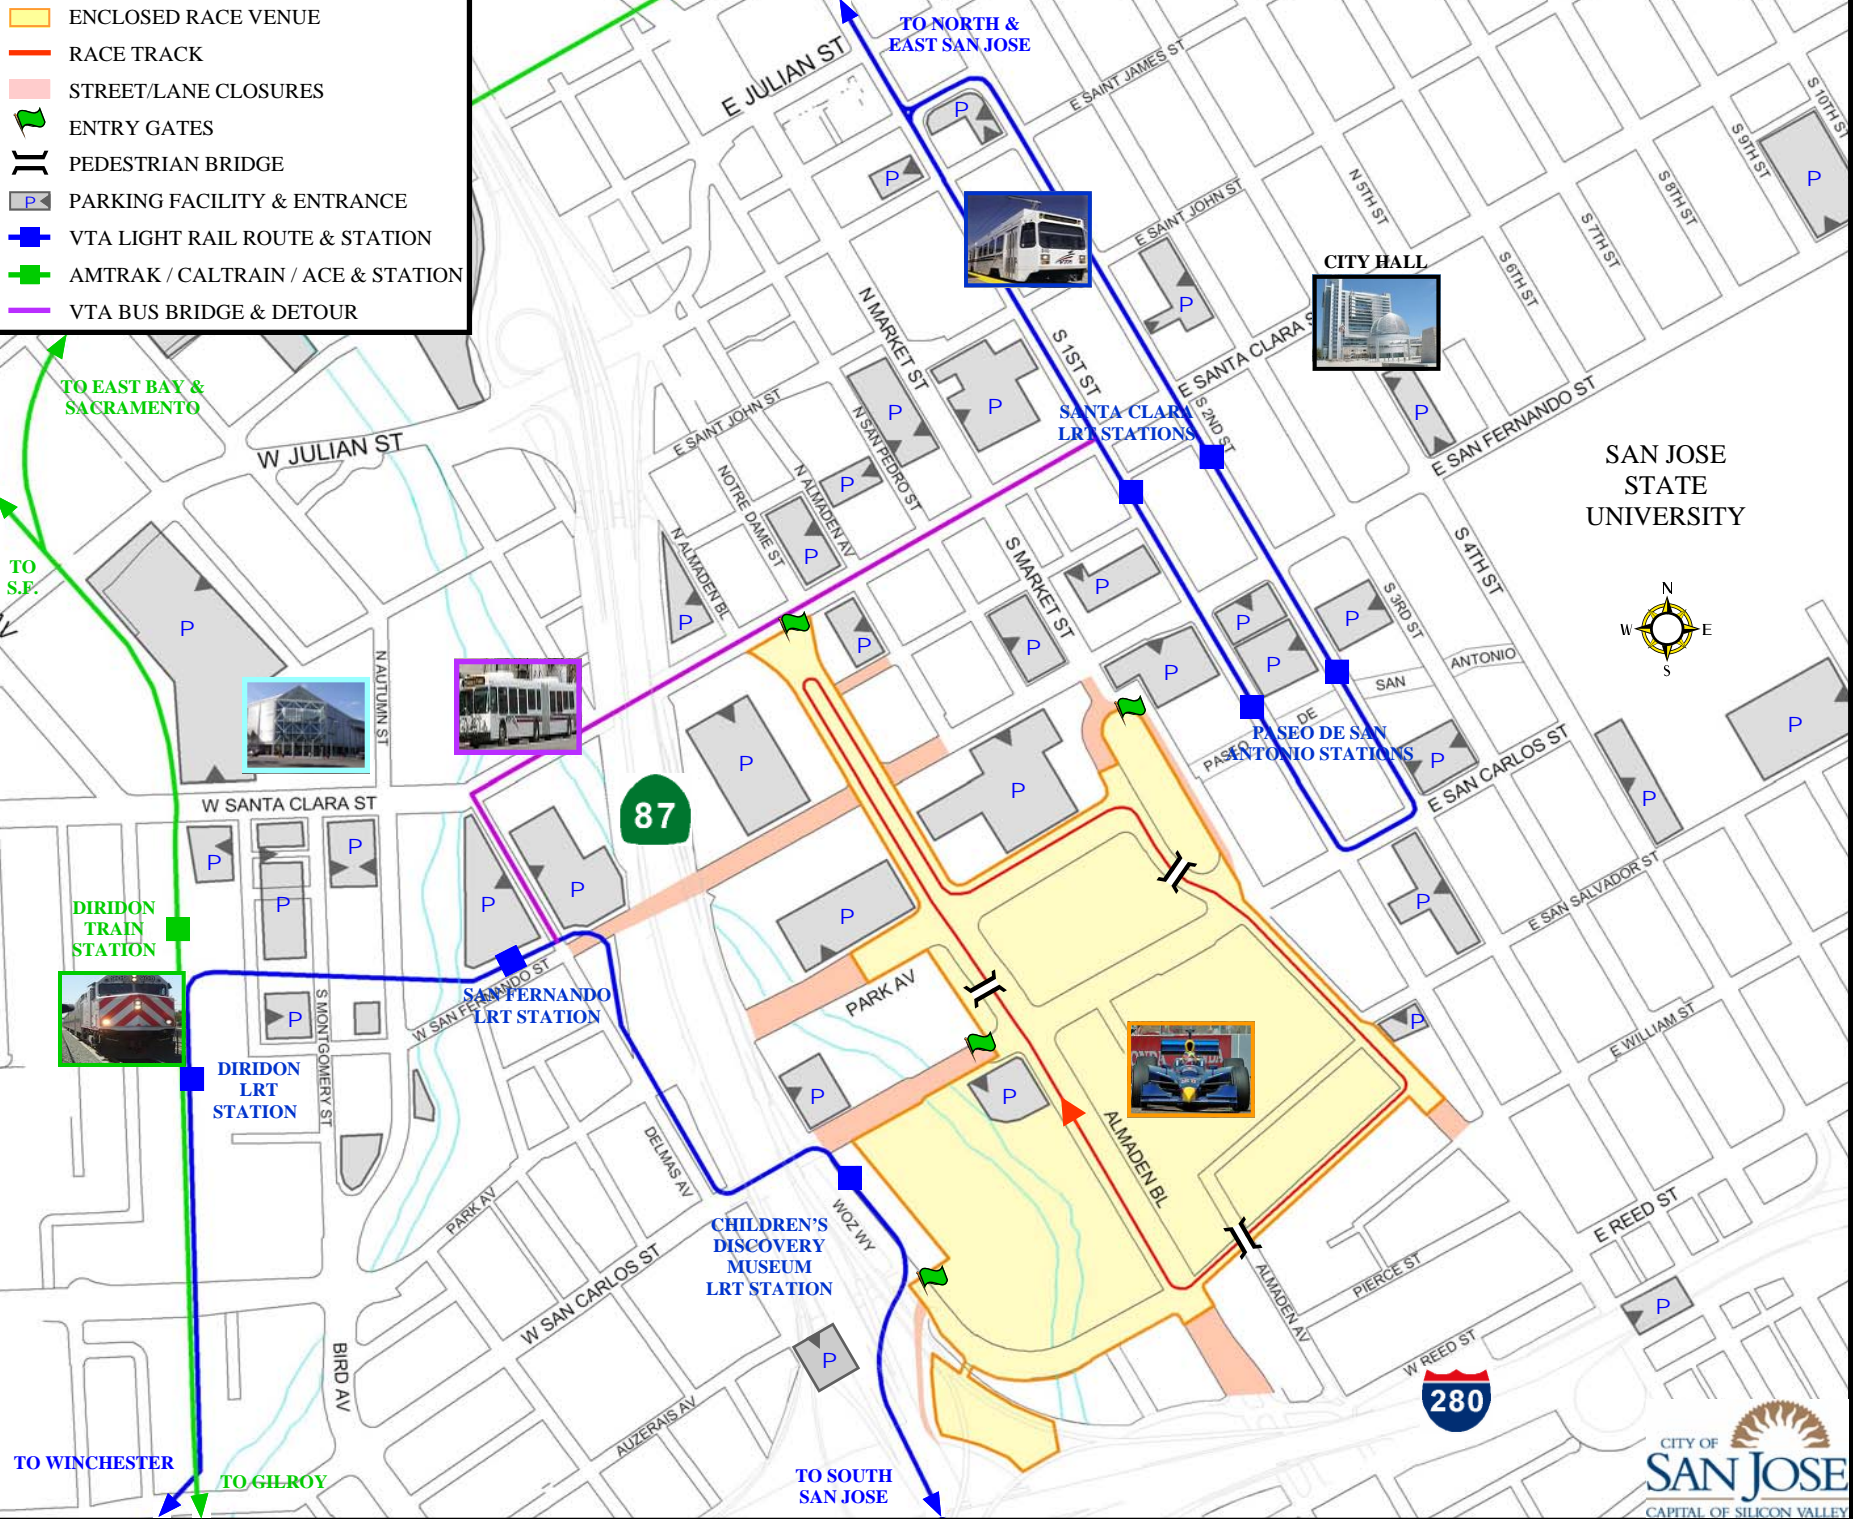 ENCLOSED RACE VENUE
RACE TRACK
STREET/LANE CLOSURES
ENTRY GATES
PEDESTRIAN BRIDGE
P
PARKING FACILITY & ENTRANCE
VTA LIGHT RAIL ROUTE & STATION
AMTRAK / CALTRAIN / ACE & STATION
VTA BUS BRIDGE & DETOUR
TO NORTH &
EAST SAN JOSE
E JULIAN ST
E SAINT JAMES ST
S 10TH ST
S 9TH ST
P
P
P
N 5TH ST
S 8TH ST
E SAINT JOHN ST
S 7TH ST
CITY HALL
S 6TH ST
P
N MARKET ST
S 1ST ST
E SANTA CLARA S
TO EAST BAY &
SACRAMENTO
E SAINT JOHN ST
P
P
P
N SAN PEDRO ST
SANTA CLARA
LRT STATIONS
S 2ND ST
E SAN FERNANDO ST
W JULIAN ST
SAN JOSE
STATE
UNIVERSITY
NOTRE DAME ST
N ALMADEN AV
P
P
N ALMADEN BL
P
S MARKET ST
P
S 4TH ST
TO
S.F.
P
P
P
P
P
P
P
P
S 3RD ST
N
W
E
S
N AUTUMN ST
SAN
ANTONIO
DE
PASEO
PASEO DE SAN
ANTONIO STATIONS
P
P
P
P
P
E SAN CARLOS ST
W SANTA CLARA ST
87
P
P
P
P
P
P
P
E SAN SALVADOR ST
DIRIDON
TRAIN
STATION
W SAN FERNANDO ST
SAN FERNANDO
LRT STATION
PARK AV
P
P
S MONTGOMERY ST
E WILLIAM ST
DIRIDON
LRT
STATION
P
P
ALMADEN BL
DELMAS AV
PARK AV
WOZ WY
CHILDREN'S
DISCOVERY
MUSEUM
LRT STATION
E REED ST
W SAN CARLOS ST
ALMADEN AV
PIERCE ST
P
P
BIRD AV
W REED ST
280
AUZERAIS AV
TO WINCHESTER
TO GILROY
TO SOUTH
SAN JOSE
CITY OF
SAN JOSE
CAPITAL OF SILICON VALLEY